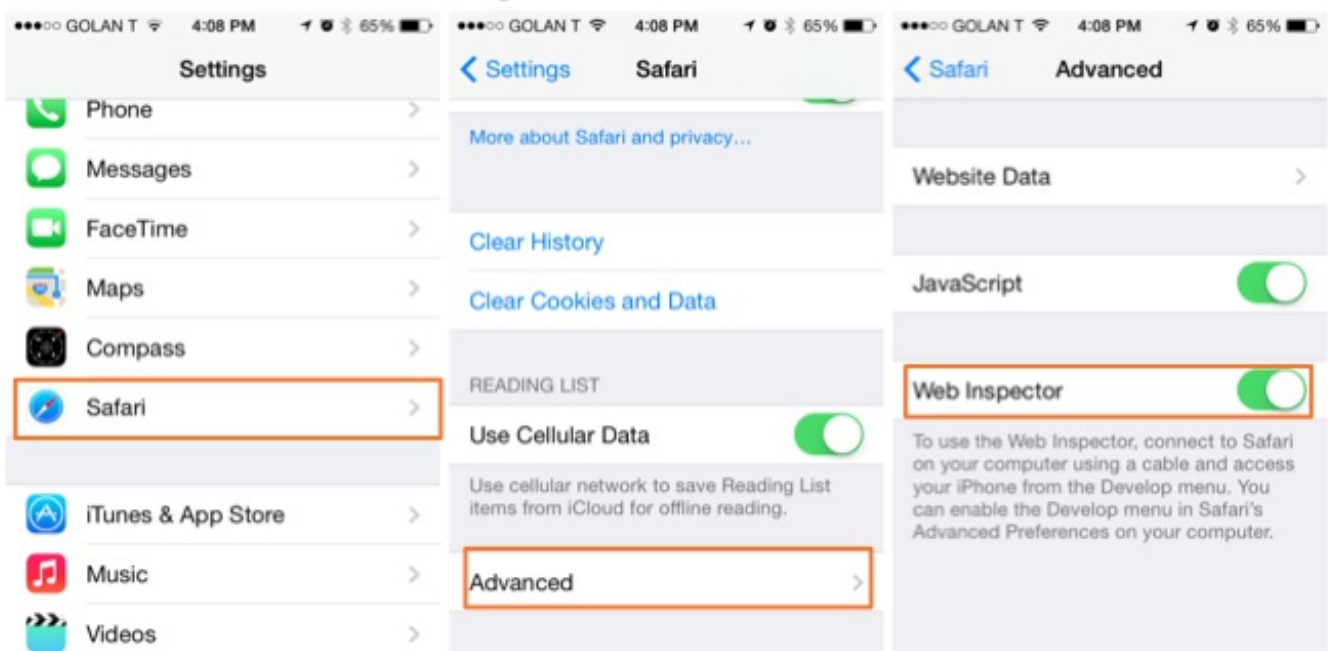 GOLAN T 4:08 PM 65%
Settings
Phone
Messages
FaceTime
Maps
Compass
Safari
iTunes & App Store
Music
Videos
GOLAN T 4:08 PM 65%
Settings Safari
More about Safari and privacy...
Clear History
Clear Cookies and Data
READING LIST
Use Cellular Data
Use cellular network to save Reading List
items from iCloud for offline reading.
Advanced
GOLAN T 4:08 PM 65%
Safari Advanced
Website Data
JavaScript
Web Inspector
To use the Web Inspector, connect to Safari
on your computer using a cable and access
your iPhone from the Develop menu. You
can enable the Develop menu in Safari's
Advanced Preferences on your computer.